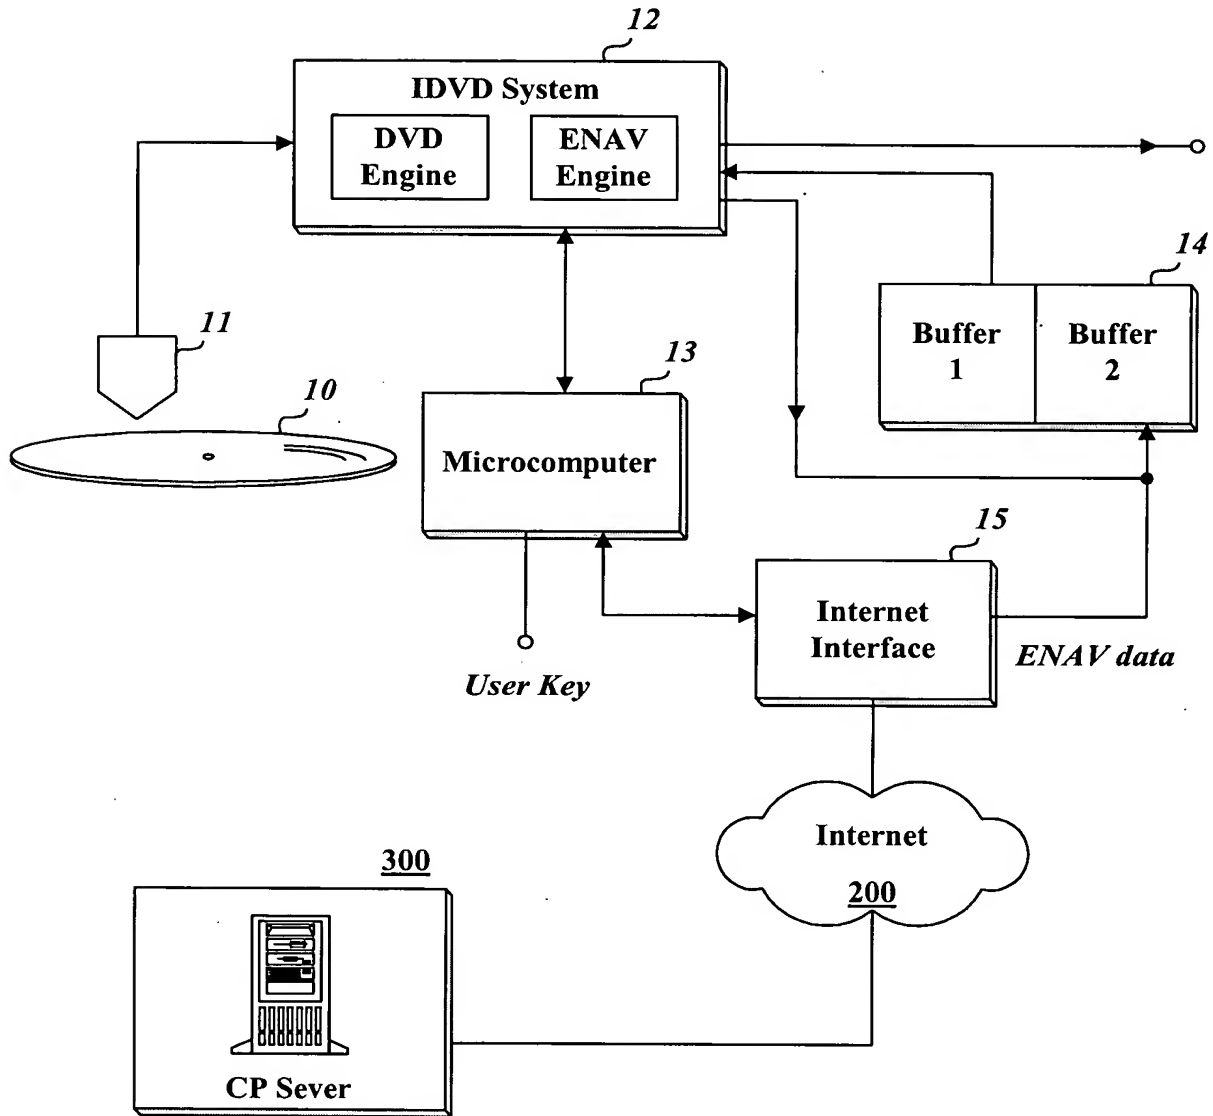 12
IDVD System
DVD
Engine
ENAV
Engine
14
Buffer
1
Buffer
2
11
10
13
Microcomputer
15
Internet
Interface
ENAV data
User Key
Internet
200
300
CP Sever